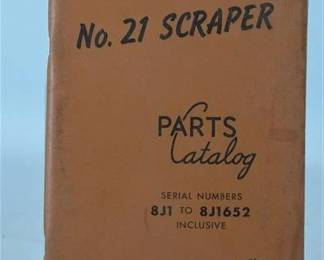 No. 21 SCRAPER
PARTS
Catalog
SERIAL NUMBERS
8J1 TO 8J1652
INCLUSIVE